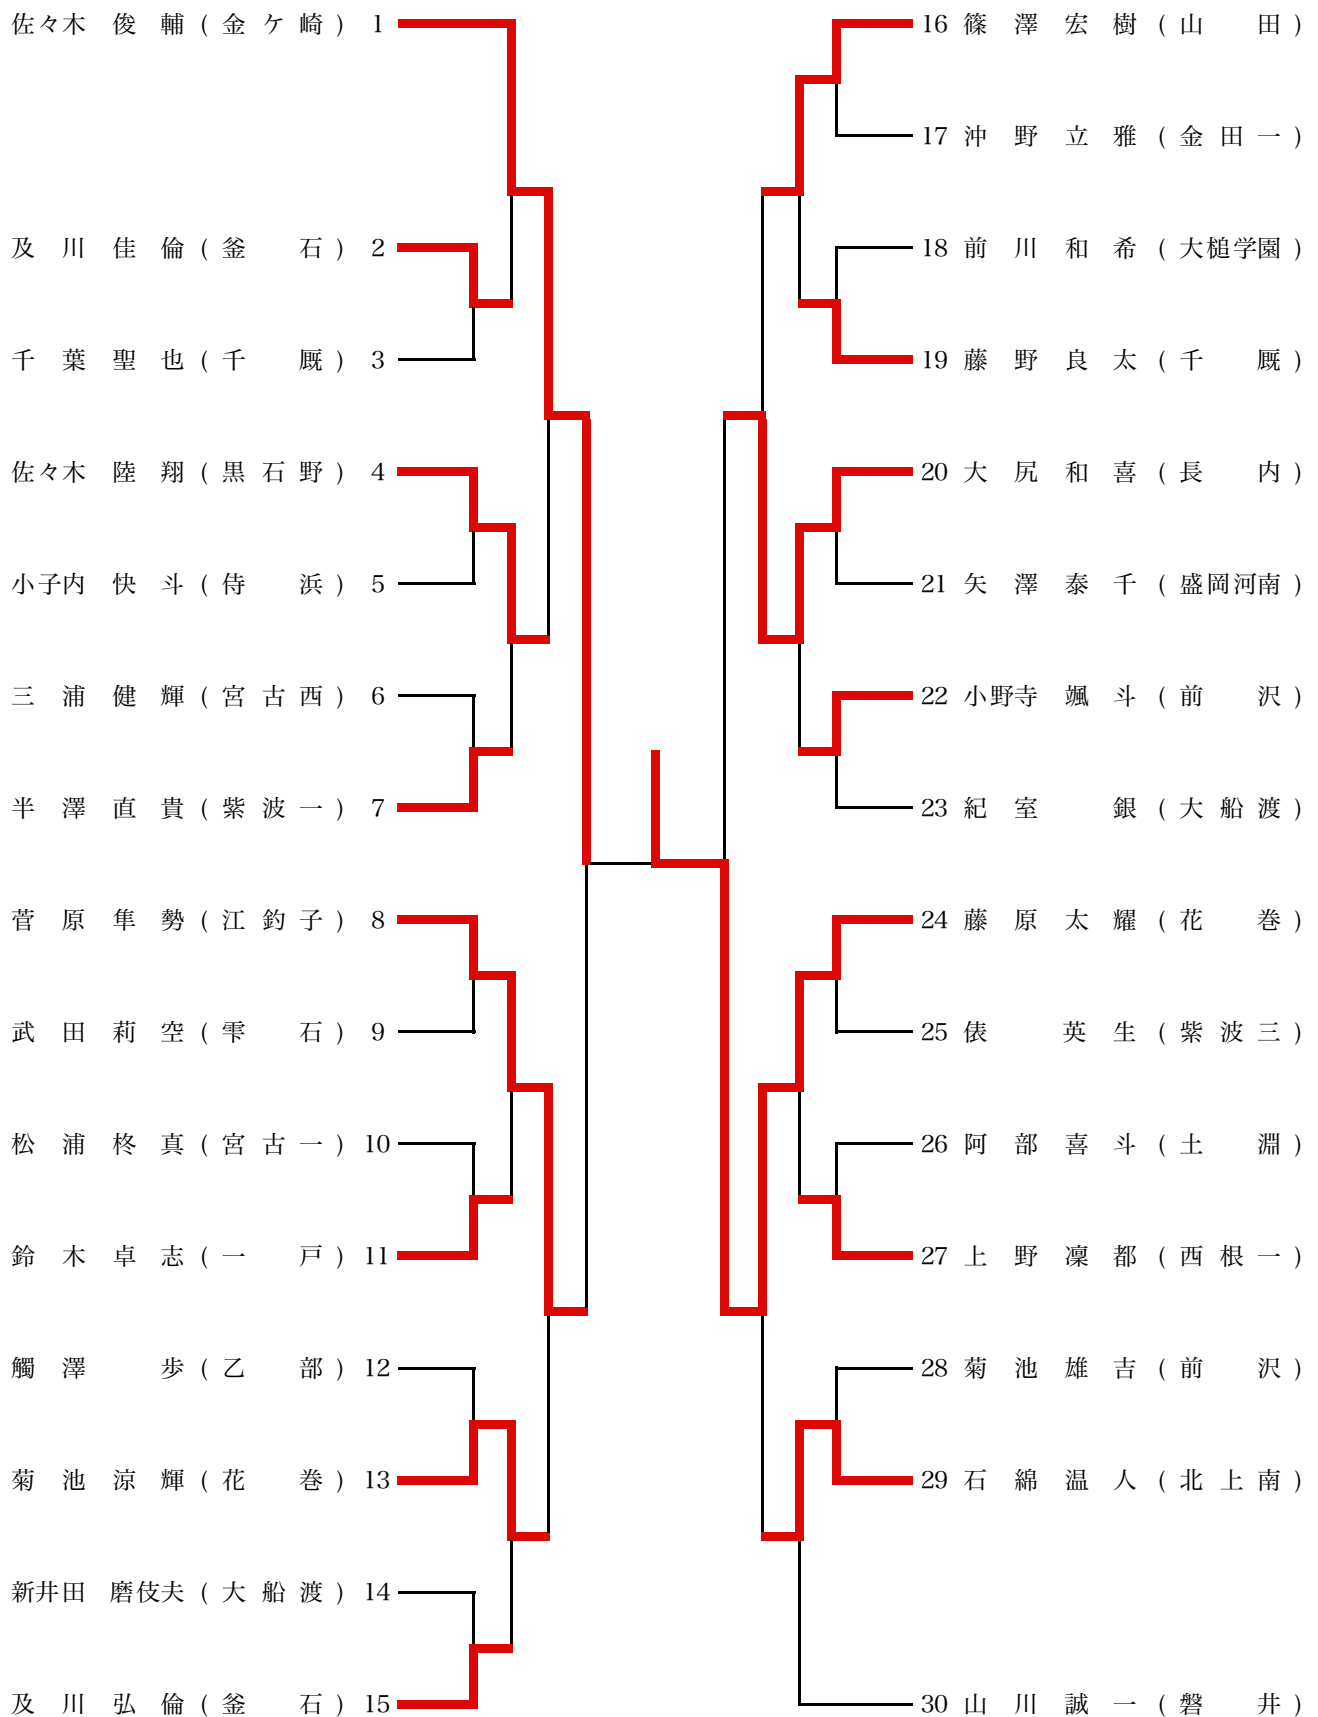 佐々木 俊 輔 ( 金 ケ 崎 ) 1
及 川 佳 倫 ( 釜 石 ) 2
千 葉 聖 也 ( 千 厩 ) 3
佐々木 陸 翔 ( 黒 石 野 ) 4
小子内 快 斗 ( 侍 浜 ) 5
三 浦 健 輝 ( 宮 古 西 ) 6
半 澤 直 貴 ( 紫 波 一 ) 7
菅 原 隼 勢 ( 江 釣 子 ) 8
武 田 莉 空 ( 雫 石 ) 9
松 浦 柊 真 ( 宮 古 一 ) 10
鈴 木 卓 志 ( 一 戸 ) 11
觸 澤 歩 ( 乙 部 ) 12
菊 池 涼 輝 ( 花 巻 ) 13
新井田 磨伎夫 ( 大 船 渡 ) 14
及 川 弘 倫 ( 釜 石 ) 15
16 篠 澤 宏 樹 ( 山 田 )
17 沖 野 立 雅 ( 金 田 一 )
18 前 川 和 希 ( 大槌学園 )
19 藤 野 良 太 ( 千 厩 )
20 大 尻 和 喜 ( 長 内 )
21 矢 澤 泰 千 ( 盛岡河南 )
22 小野寺 颯 斗 ( 前 沢 )
23 紀 室 銀 ( 大 船 渡 )
24 藤 原 太 耀 ( 花 巻 )
25 俵 英 生 ( 紫 波 三 )
26 阿 部 喜 斗 ( 土 淵 )
27 上 野 凜 都 ( 西 根 一 )
28 菊 池 雄 吉 ( 前 沢 )
29 石 綿 温 人 ( 北 上 南 )
30 山 川 誠 一 ( 磐 井 )